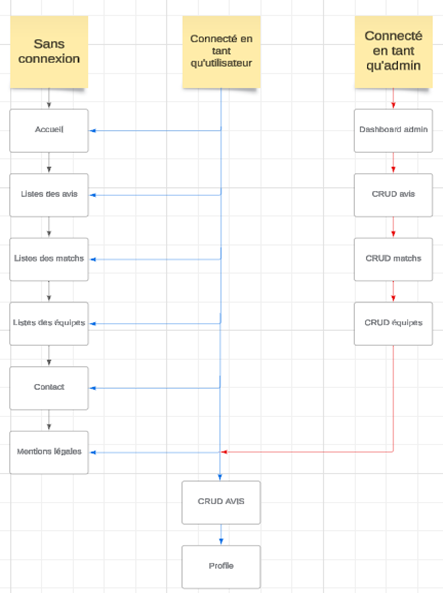 Sans
connexion
Connecté en
tant
qu'utilisateur
Connecté
en tant
qu'admin
Accueil
Dashboard admin
Listes des avis
CRUD avis
Listes des matchs
CRUD matchs
Listes des équipes
CRUD équipes
Contact
Mentions légales
CRUD AVIS
Profile